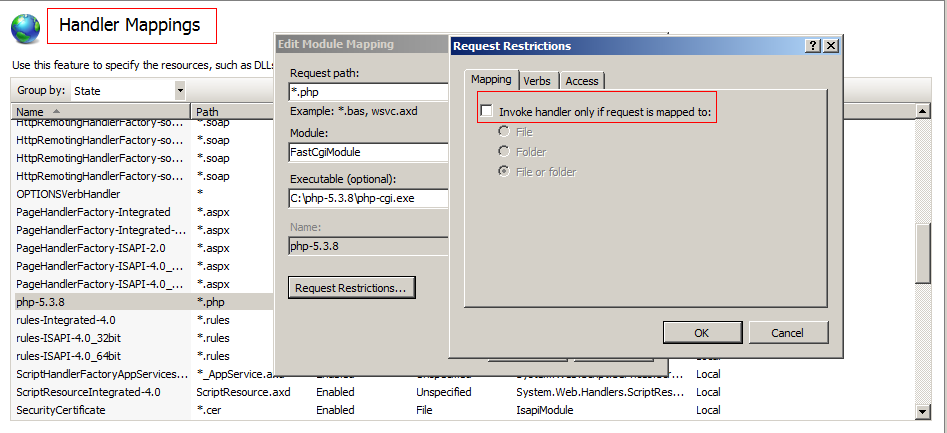 Handler Mappings
Use this feature to specify the resources, such as DLLs
Group by: State
Name Path
HttpRemotingHandlerFactory-so... *.soap
HttpRemotingHandlerFactory-so... *.soap
HttpRemotingHandlerFactory-so... *.soap
HttpRemotingHandlerFactory-so... *.soap
OPTIONSVerbHandler *
PageHandlerFactory-Integrated *.aspx
PageHandlerFactory-Integrated-... *.aspx
PageHandlerFactory-ISAPI-2.0 *.aspx
PageHandlerFactory-ISAPI-4.0_... *.aspx
PageHandlerFactory-ISAPI-4.0_... *.aspx
php-5.3.8 *.php
rules-Integrated-4.0 *.rules
rules-ISAPI-4.0_32bit *.rules
rules-ISAPI-4.0_64bit *.rules
ScriptHandlerFactoryAppServices... *_AppService.axd Enabled Unspecified Local
ScriptResourceIntegrated-4.0 ScriptResource.axd Enabled Unspecified System.Web.Handlers.ScriptRes... Local
SecurityCertificate *.cer Enabled File IsapiModule Local
Edit Module Mapping
Request path:
*.php
Example: *.bas, wsvc.axd
Module:
FastCgiModule
Executable (optional):
C:\php-5.3.8\php-cgi.exe
Name:
php-5.3.8
Request Restrictions...
Request Restrictions
Mapping Verbs Access
Invoke handler only if request is mapped to:
File
Folder
File or folder
OK Cancel